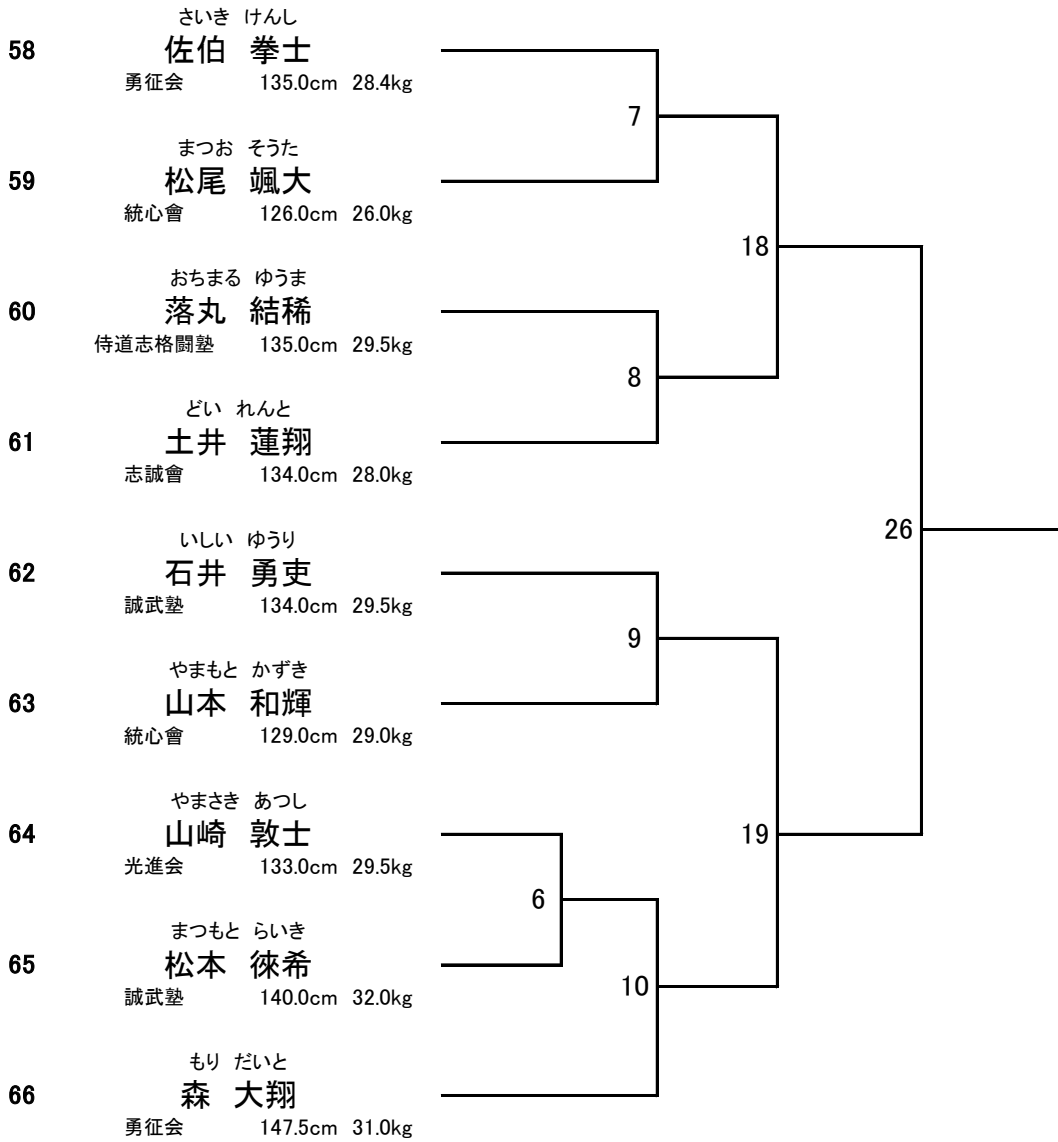 さいき けんし
58 佐伯 拳士
勇征会 135.0cm 28.4kg
7
まつお そうた
59 松尾 颯大
統心會 126.0cm 26.0kg
18
おちまる ゆうま
60 落丸 結稀
侍道志格闘塾 135.0cm 29.5kg
8
どい れんと
61 土井 蓮翔
志誠會 134.0cm 28.0kg
26
いしい ゆうり
62 石井 勇吏
誠武塾 134.0cm 29.5kg
9
やまもと かずき
63 山本 和輝
統心會 129.0cm 29.0kg
やまさき あつし
64 山崎 敦士 19
光進会 133.0cm 29.5kg
6
まつもと らいき
65 松本 徠希
誠武塾 140.0cm 32.0kg
10
もり だいと
66 森 大翔
勇征会 147.5cm 31.0kg